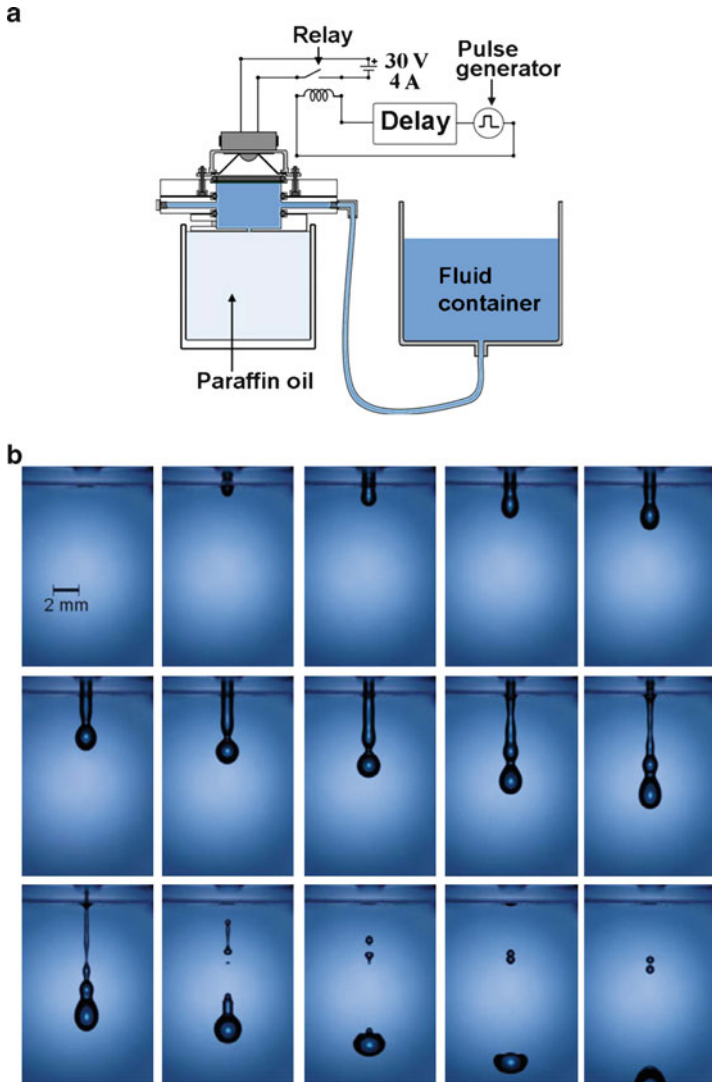 a
Relay
30 V
4 A
Pulse
generator
Delay
Fluid
container
Paraffin oil
b
2 mm